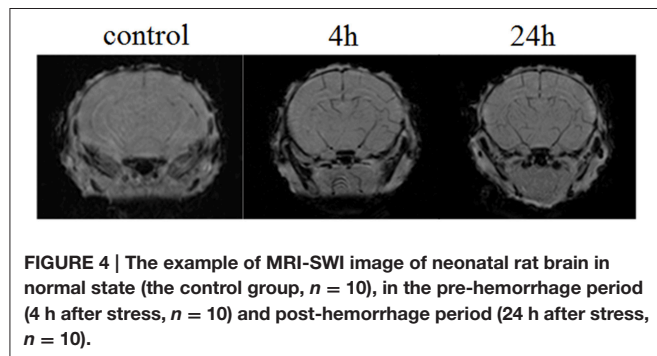 control 4h 24h
FIGURE 4 | The example of MRI-SWI image of neonatal rat brain in
normal state (the control group, n = 10), in the pre-hemorrhage period
(4 h after stress, n = 10) and post-hemorrhage period (24 h after stress,
n = 10).